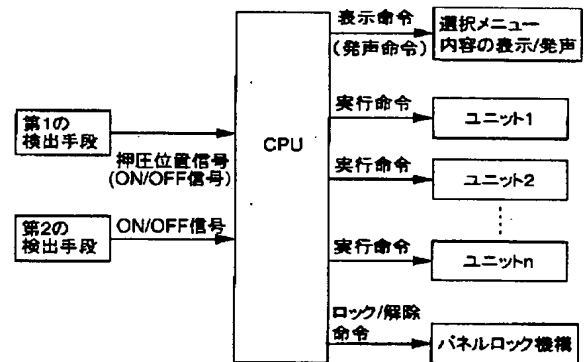 第1の
検出手段
押圧位置信号
(ON/OFF信号)
第2の
検出手段
ON/OFF信号
CPU
表示命令
(発声命令)
選択メニュー
内容の表示/発声
実行命令
ユニット1
実行命令
ユニット2
実行命令
ユニットn
ロック/解除
命令
パネルロック機構